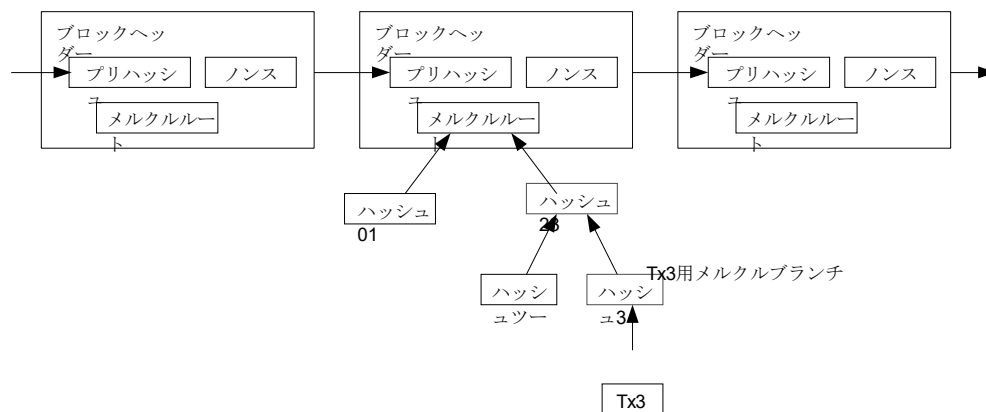 ブロックヘッ
ダー
プリハッシ
ュ
ノンス
メルクルルー
ト
ブロックヘッ
ダー
プリハッシ
ュ
ノンス
メルクルルー
ト
ブロックヘッ
ダー
プリハッシ
ュ
ノンス
メルクルルー
ト
ハッシュ
01
ハッシュ
23
Tx3用メルクルブランチ
ハッシ
ュツー
ハッシ
ュ3
Tx3